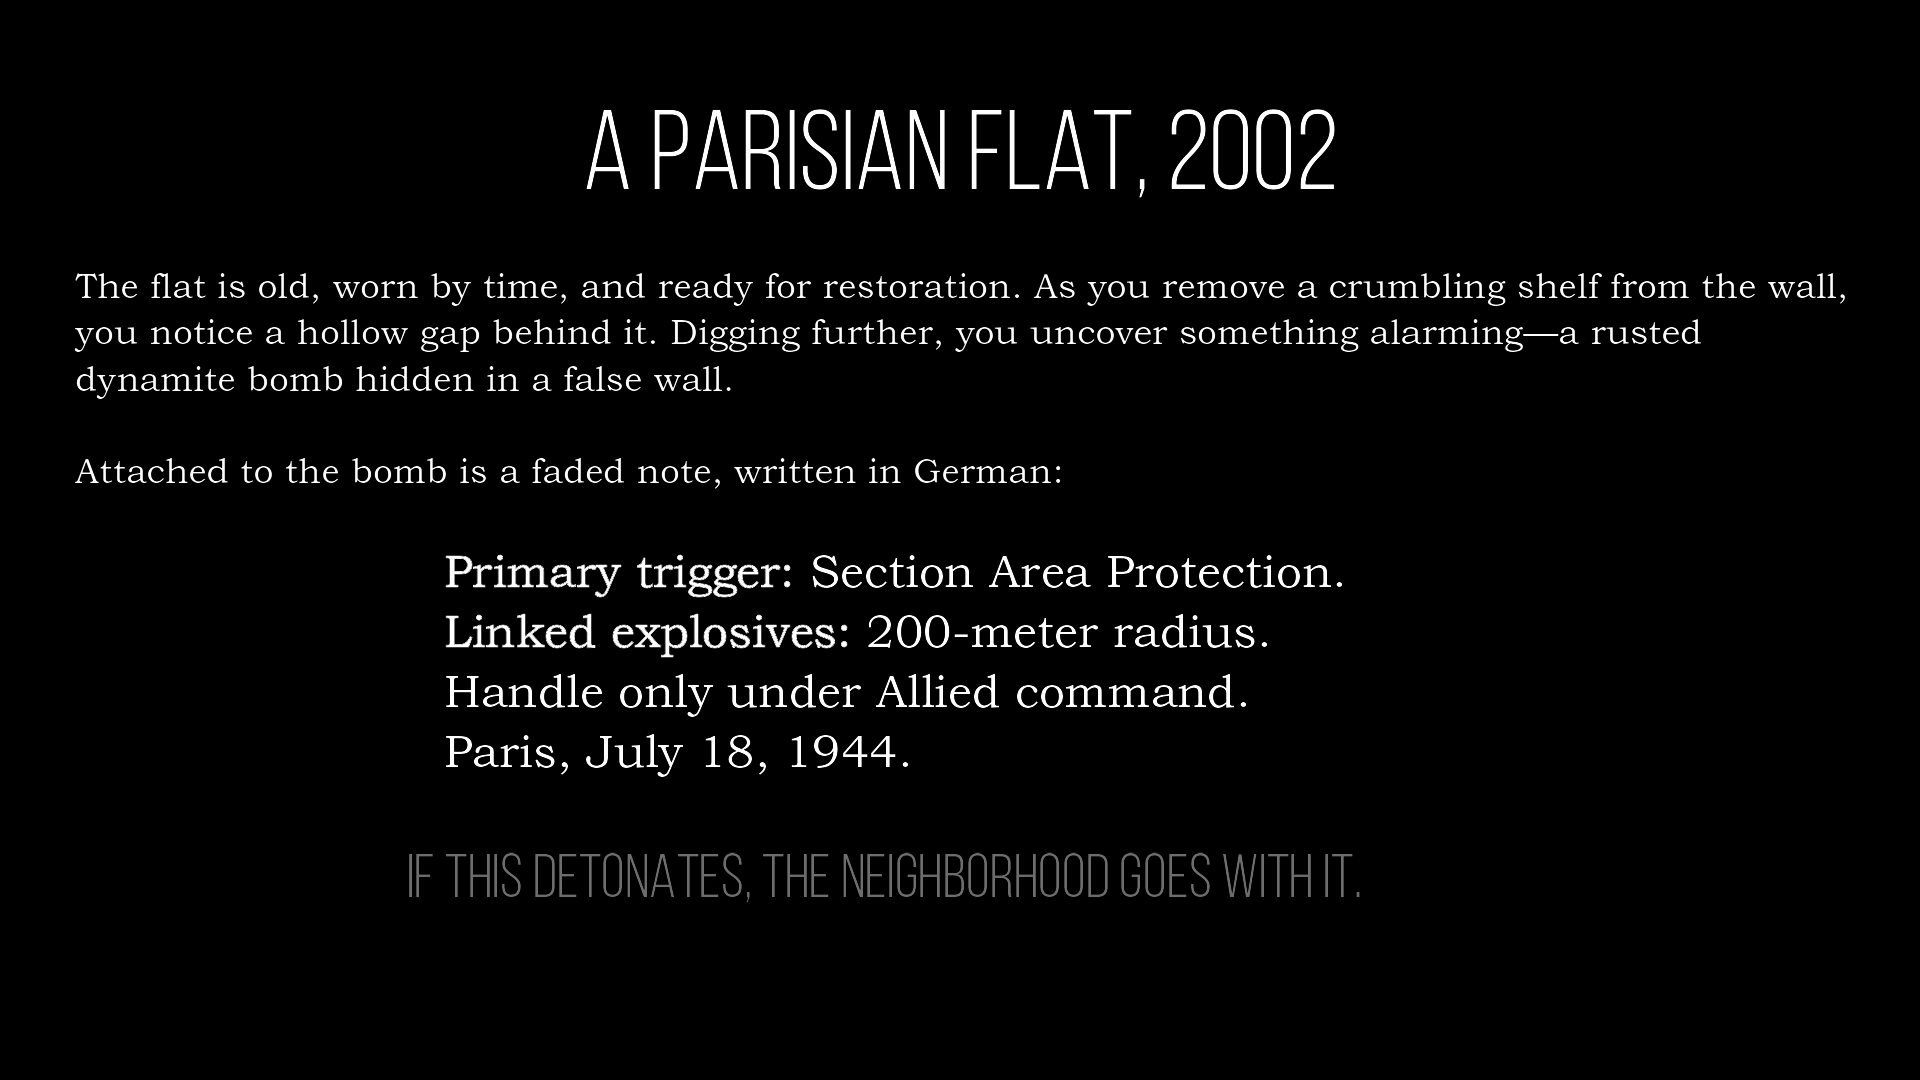 A PARISIAN FLAT, 2002
The flat is old, worn by time, and ready for restoration. As you remove a crumbling shelf from the wall,
you notice a hollow gap behind it. Digging further, you uncover something alarming—a rusted
dynamite bomb hidden in a false wall.
Attached to the bomb is a faded note, written in German:
Primary trigger: Section Area Protection.
Linked explosives: 200-meter radius.
Handle only under Allied command.
Paris, July 18, 1944.
IF THIS DETONATES, THE NEIGHBORHOOD GOES WITH IT.